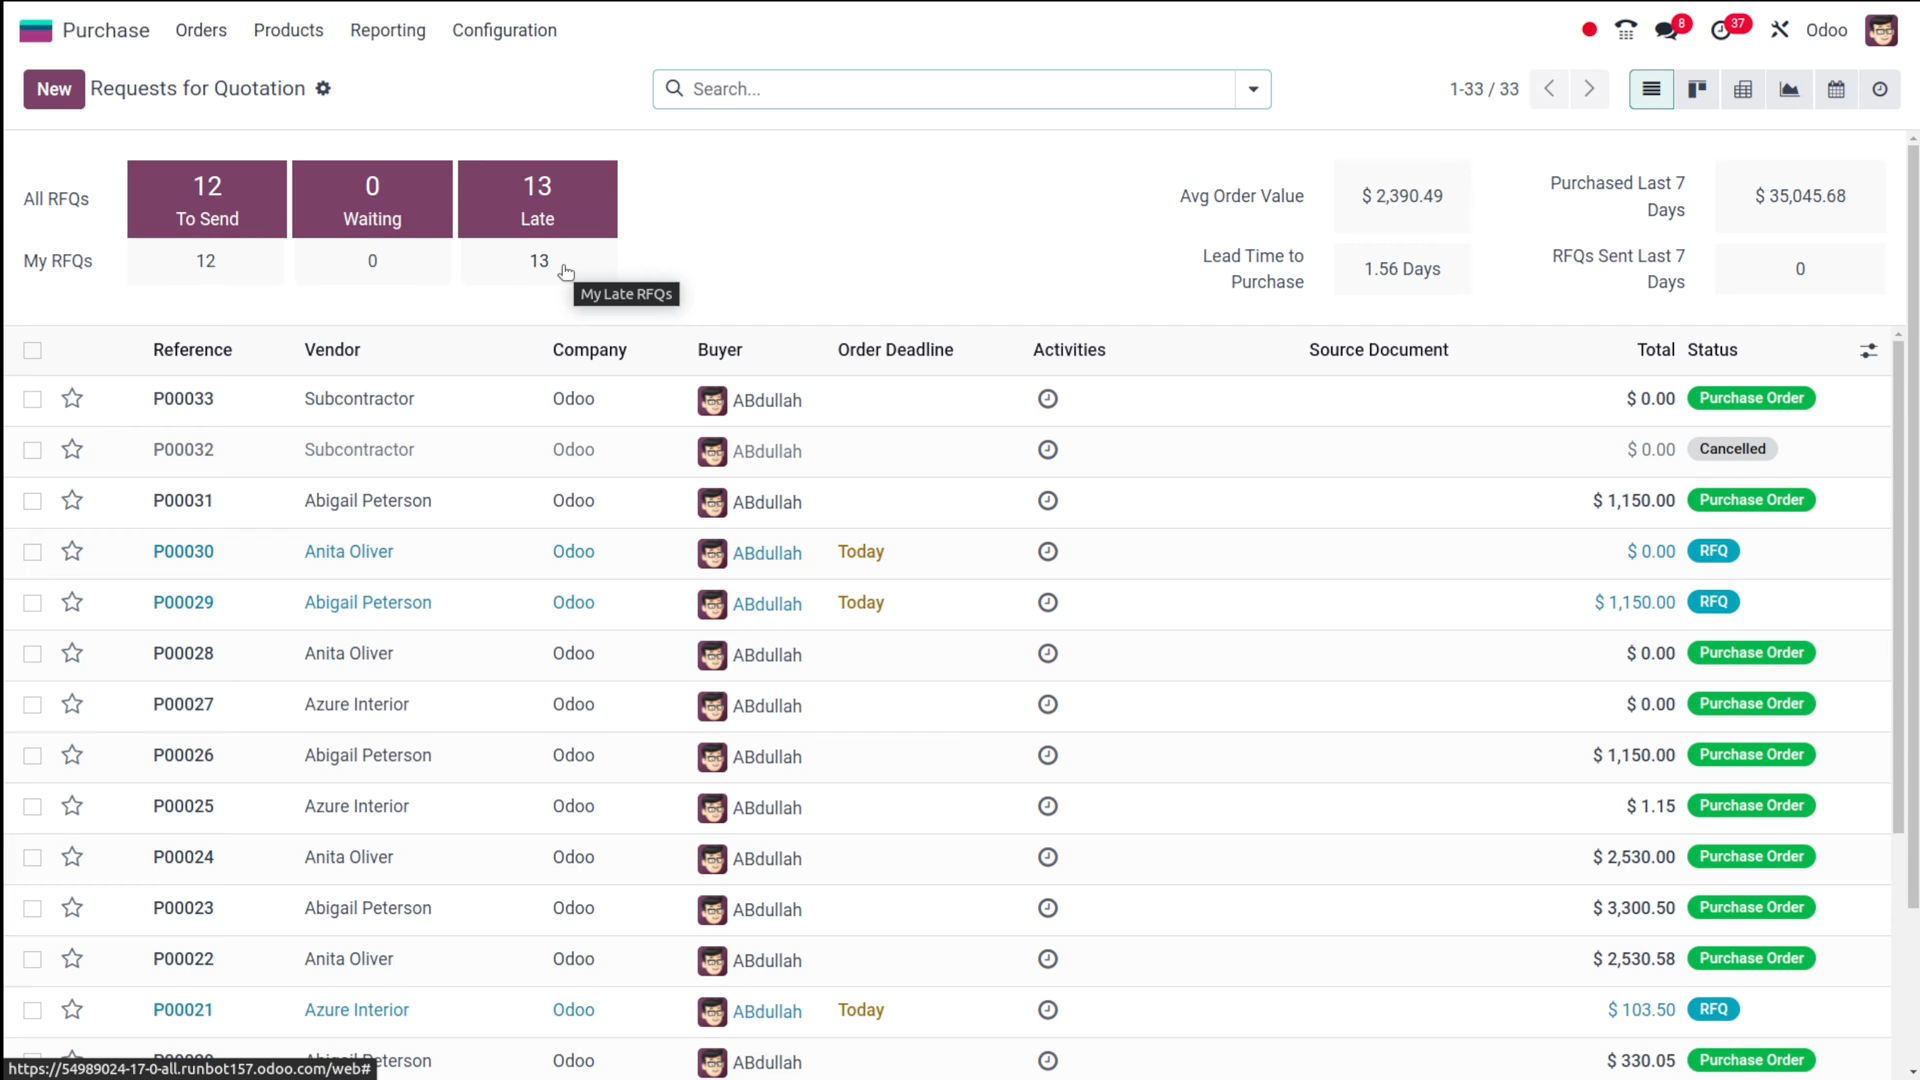 Purchase Orders Products Reporting Configuration 8 37 Odoo
New Requests for Quotation Search... 1-33 / 33
All RFQs 12 To Send 0 Waiting 13 Late
My RFQs 12 0 13
My Late RFQs
Avg Order Value $ 2,390.49 Purchased Last 7 Days $ 35,045.68
Lead Time to Purchase 1.56 Days RFQs Sent Last 7 Days 0
Reference Vendor Company Buyer Order Deadline Activities Source Document Total Status
P00033 Subcontractor Odoo ABdullah $ 0.00 Purchase Order
P00032 Subcontractor Odoo ABdullah $ 0.00 Cancelled
P00031 Abigail Peterson Odoo ABdullah $ 1,150.00 Purchase Order
P00030 Anita Oliver Odoo ABdullah Today $ 0.00 RFQ
P00029 Abigail Peterson Odoo ABdullah Today $ 1,150.00 RFQ
P00028 Anita Oliver Odoo ABdullah $ 0.00 Purchase Order
P00027 Azure Interior Odoo ABdullah $ 0.00 Purchase Order
P00026 Abigail Peterson Odoo ABdullah $ 1,150.00 Purchase Order
P00025 Azure Interior Odoo ABdullah $ 1.15 Purchase Order
P00024 Anita Oliver Odoo ABdullah $ 2,530.00 Purchase Order
P00023 Abigail Peterson Odoo ABdullah $ 3,300.50 Purchase Order
P00022 Anita Oliver Odoo ABdullah $ 2,530.58 Purchase Order
P00021 Azure Interior Odoo ABdullah Today $ 103.50 RFQ
Peterson Odoo ABdullah $ 330.05 Purchase Order
https://54989024-17-0-all.runbot157.odoo.com/web#